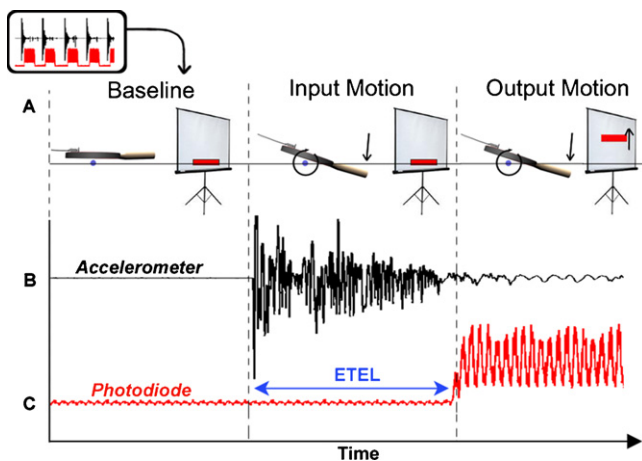 Baseline
Input Motion
Output Motion
A
B
Accelerometer
ETEL
Photodiode
C
Time